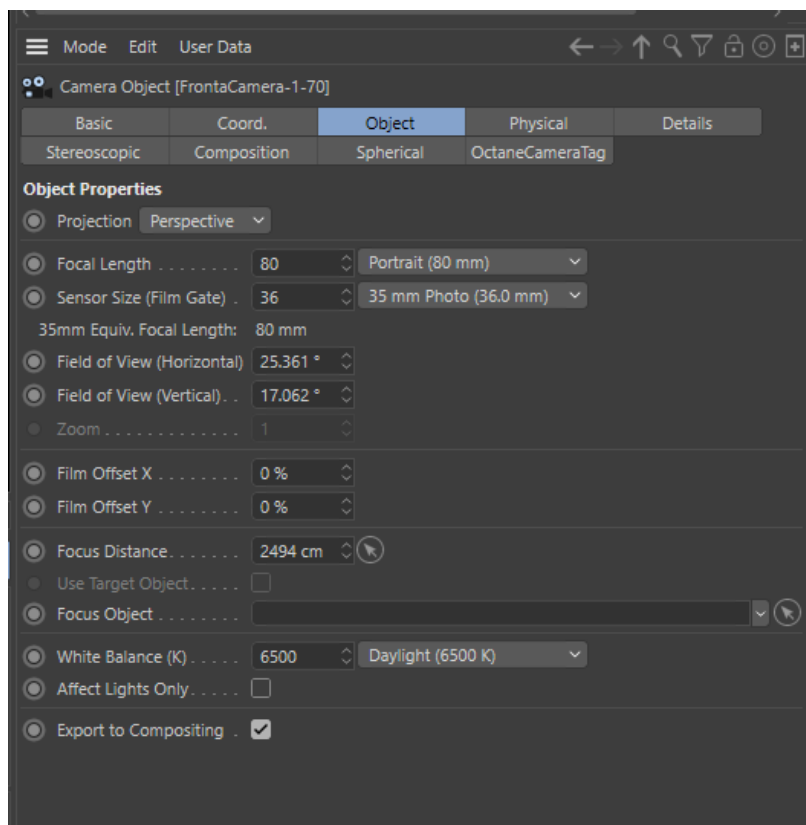 Mode Edit User Data
Camera Object [FrontaCamera-1-70]
Basic Coord. Object Physical Details
Stereoscopic Composition Spherical OctaneCameraTag
Object Properties
Projection Perspective
Focal Length . . . . . . . . 80 Portrait (80 mm)
Sensor Size (Film Gate) . 36 35 mm Photo (36.0 mm)
35mm Equiv. Focal Length: 80 mm
Field of View (Horizontal) 25.361 °
Field of View (Vertical) . . 17.062 °
Zoom . . . . . . . . . . . . . 1
Film Offset X . . . . . . . . 0 %
Film Offset Y . . . . . . . . 0 %
Focus Distance . . . . . . . 2494 cm
Use Target Object . . . . .
Focus Object . . . . . . . .
White Balance (K) . . . . . 6500 Daylight (6500 K)
Affect Lights Only . . . . .
Export to Compositing .